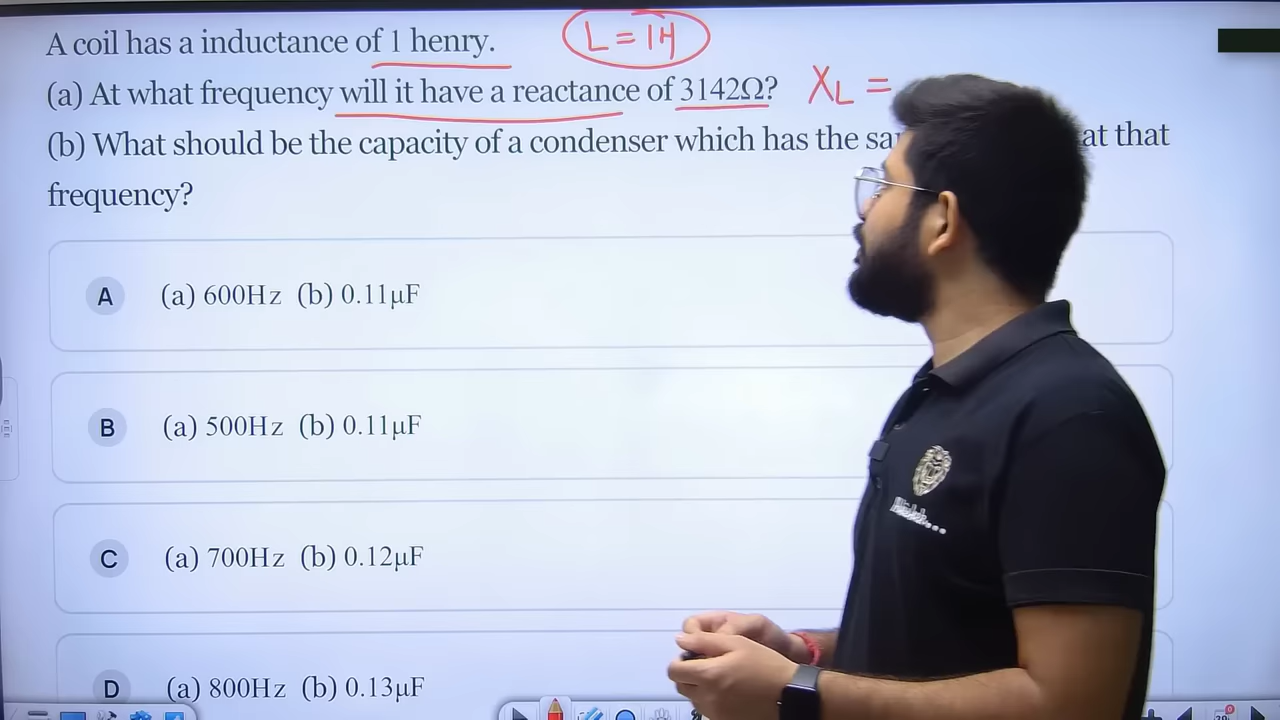 A coil has a inductance of 1 henry. L = 1H
(a) At what frequency will it have a reactance of 3142Ω? XL =
(b) What should be the capacity of a condenser which has the at that
frequency?
A (a) 600Hz (b) 0.11µF
B (a) 500Hz (b) 0.11µF
C (a) 700Hz (b) 0.12µF
D (a) 800Hz (b) 0.13µF